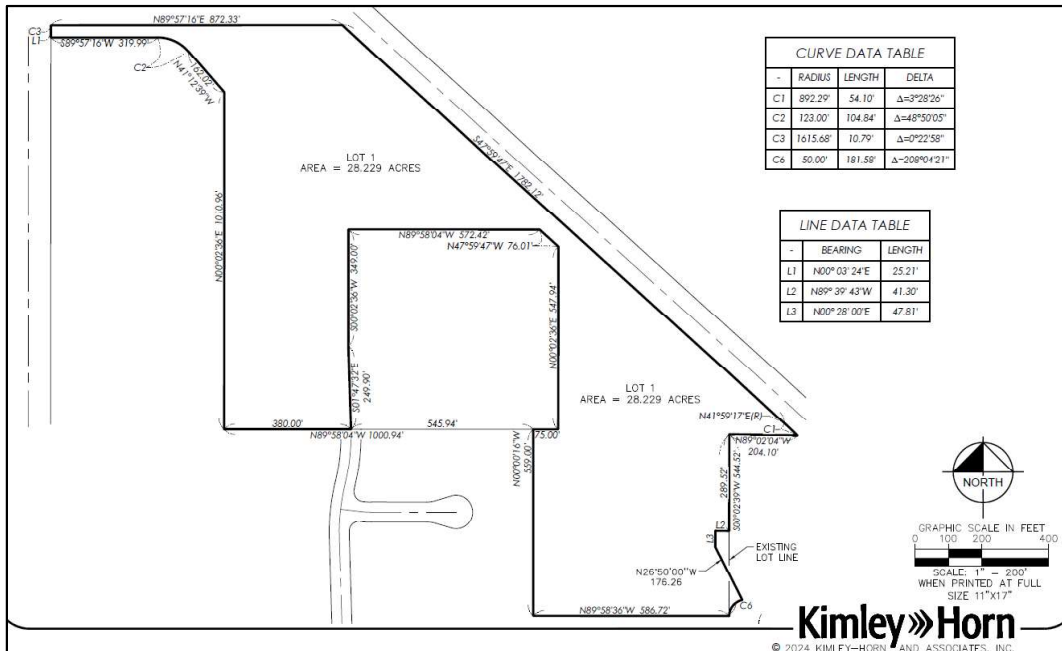 N89°57'16"E 872.33'
C3
L1
S89°57'16"W 319.99'
C2
162.02'
N41°12'39"W
LOT 1
AREA = 28.229 ACRES
S47°59'47"E 1782.12'
N00°02'36"E 1010.96'
N89°58'04"W 572.42'
N47°59'47"W 76.01'
S00°02'36"W 349.00'
N00°02'36"E 547.94'
S01°47'32"E
249.90'
LOT 1
AREA = 28.229 ACRES
N41°59'17"E(R)
C1
N89°02'04"W
204.10'
380.00'
N89°58'04"W 1000.94'
545.94'
75.00'
N00°00'16"W
559.00'
289.52'
S00°02'39"W 544.52'
L2
L3
EXISTING
LOT LINE
N26°50'00"W
176.26
C6
N89°58'36"W 586.72'
CURVE DATA TABLE
- RADIUS LENGTH DELTA
C1 892.29' 54.10' Δ=3°28'26"
C2 123.00' 104.84' Δ=48°50'05"
C3 1615.68' 10.79' Δ=0°22'58"
C6 50.00' 181.58' Δ=208°04'21"
LINE DATA TABLE
- BEARING LENGTH
L1 N00° 03' 24"E 25.21'
L2 N89° 39' 43"W 41.30'
L3 N00° 28' 00"E 47.81'
NORTH
GRAPHIC SCALE IN FEET
0 100 200 400
SCALE: 1" = 200'
WHEN PRINTED AT FULL
SIZE 11"X17"
Kimley»Horn
© 2024 KIMLEY-HORN AND ASSOCIATES, INC.